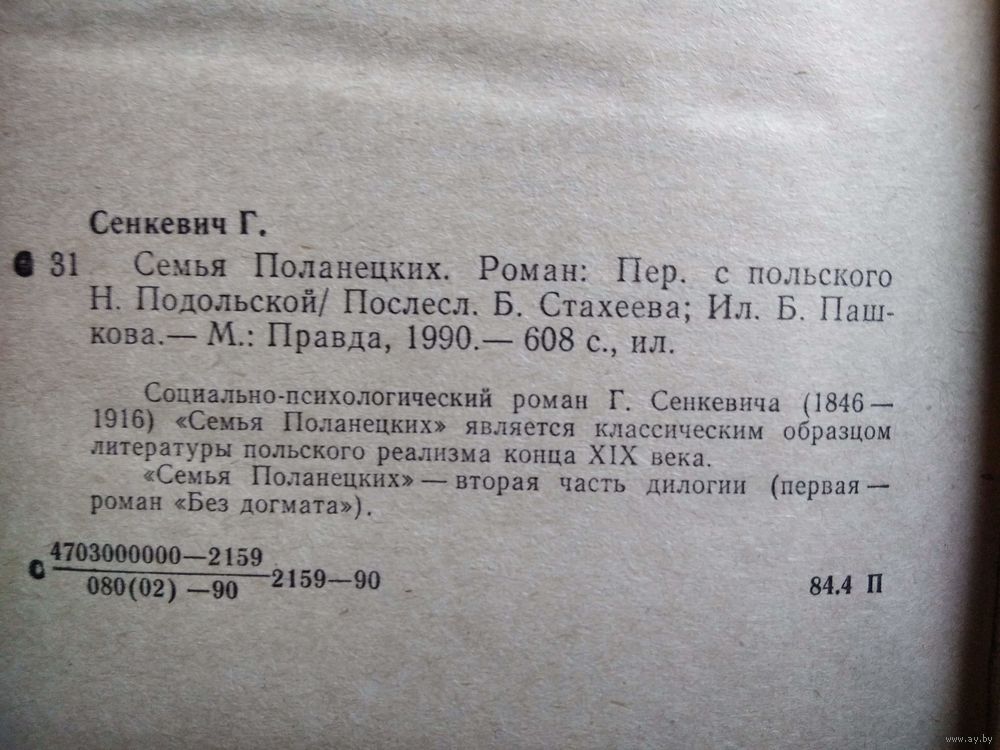 Сенкевич Г.
С 31 Семья Поланецких. Роман: Пер. с польского
Н. Подольской/ Послесл. Б. Стахеева; Ил. Б. Паш-
кова.— М.: Правда, 1990.— 608 с., ил.
Социально-психологический роман Г. Сенкевича (1846—
1916) «Семья Поланецких» является классическим образцом
литературы польского реализма конца XIX века.
«Семья Поланецких» — вторая часть дилогии (первая —
роман «Без догмата»).
С 4703000000—2159
080(02) —90
2159—90
84.4 П
www.ay.by